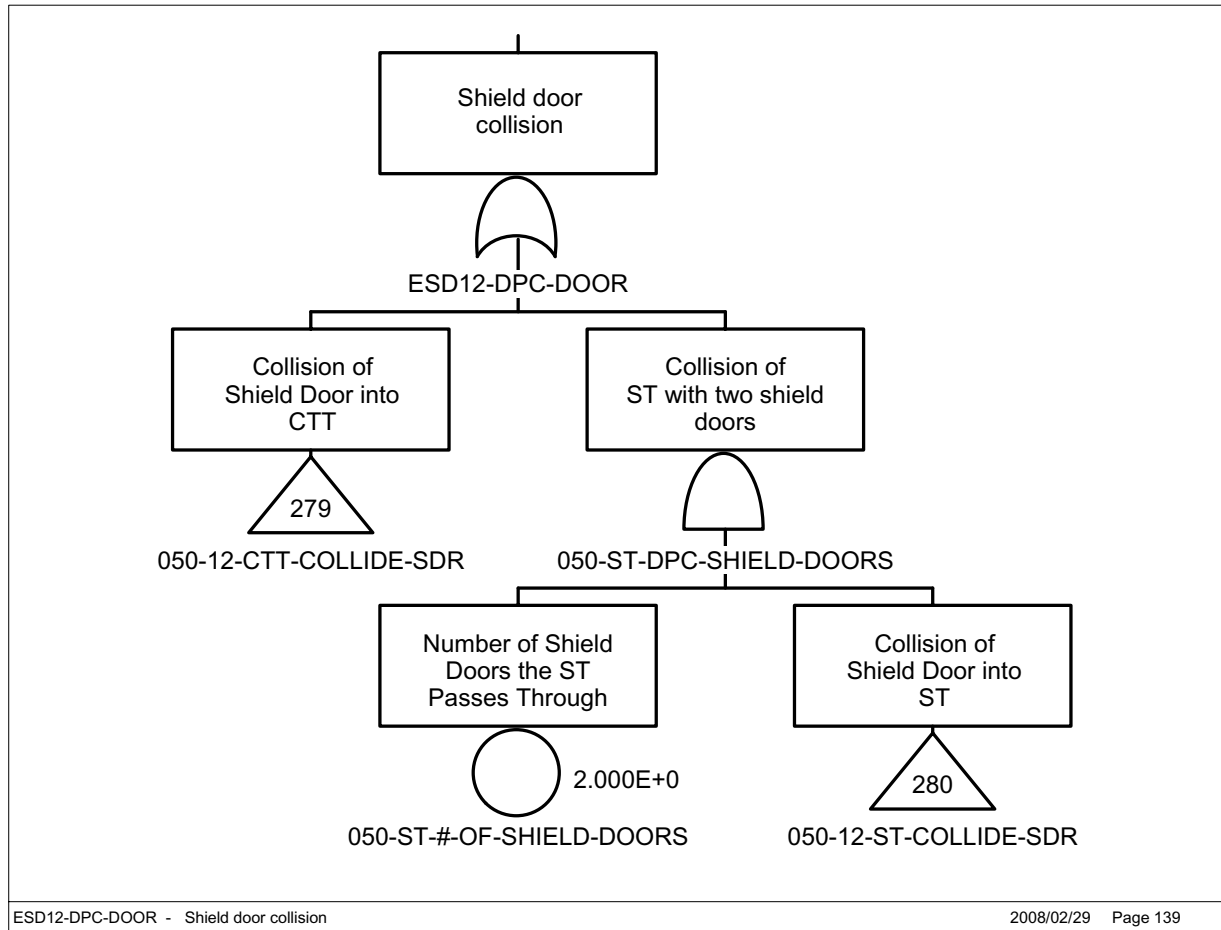 Shield door
collision
ESD12-DPC-DOOR
Collision of
Shield Door into
CTT
279
050-12-CTT-COLLIDE-SDR
Collision of
ST with two shield
doors
050-ST-DPC-SHIELD-DOORS
Number of Shield
Doors the ST
Passes Through
2.000E+0
050-ST-#-OF-SHIELD-DOORS
Collision of
Shield Door into
ST
280
050-12-ST-COLLIDE-SDR
ESD12-DPC-DOOR - Shield door collision
2008/02/29 Page 139